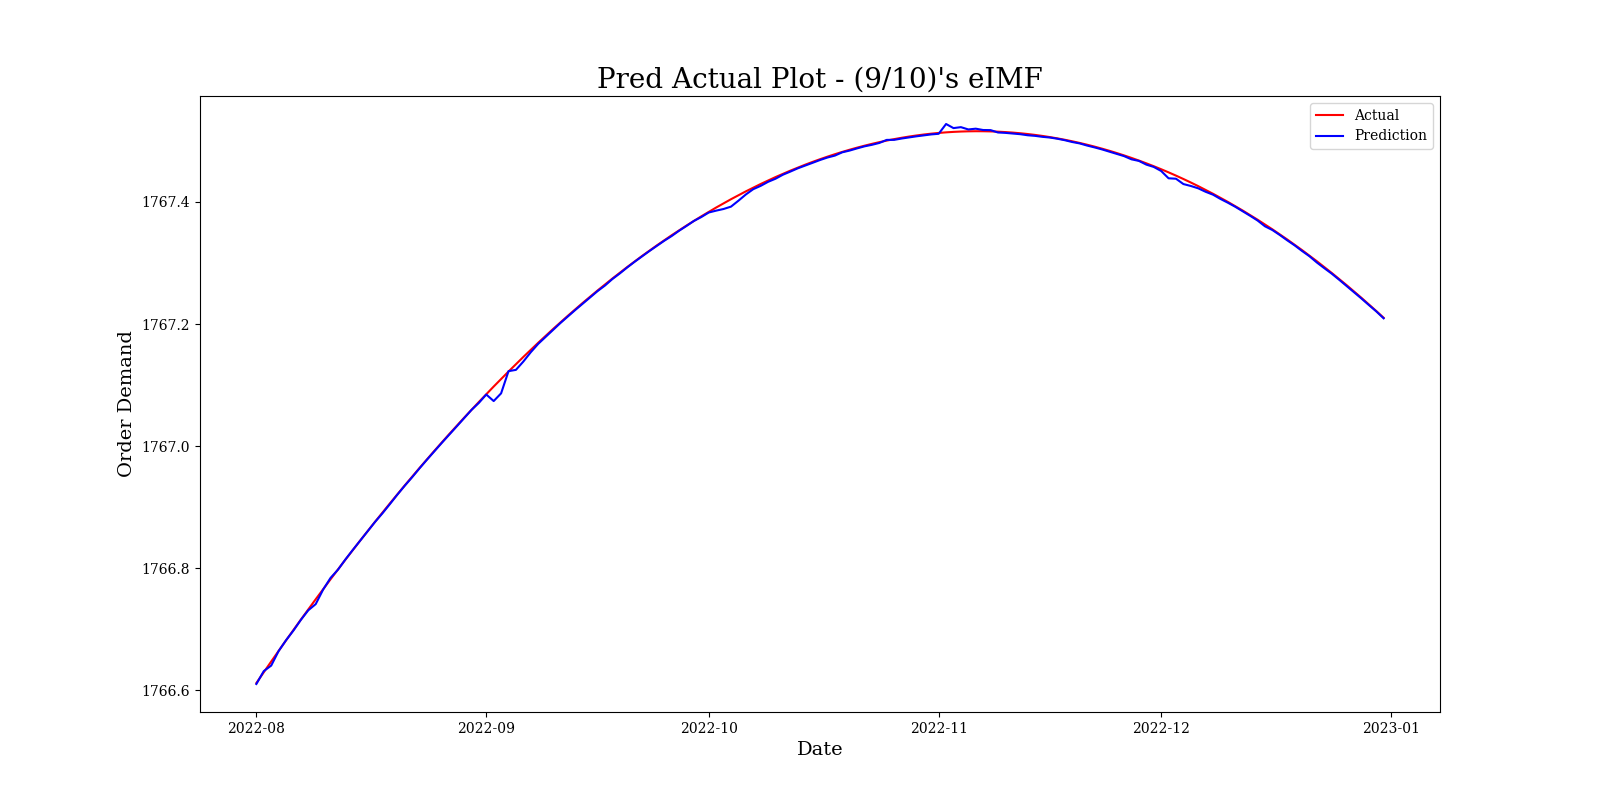 Pred Actual Plot - (9/10)'s eIMF
Actual
Prediction
Order Demand
1767.4
1767.2
1767.0
1766.8
1766.6
2022-08 2022-09 2022-10 2022-11 2022-12 2023-01
Date